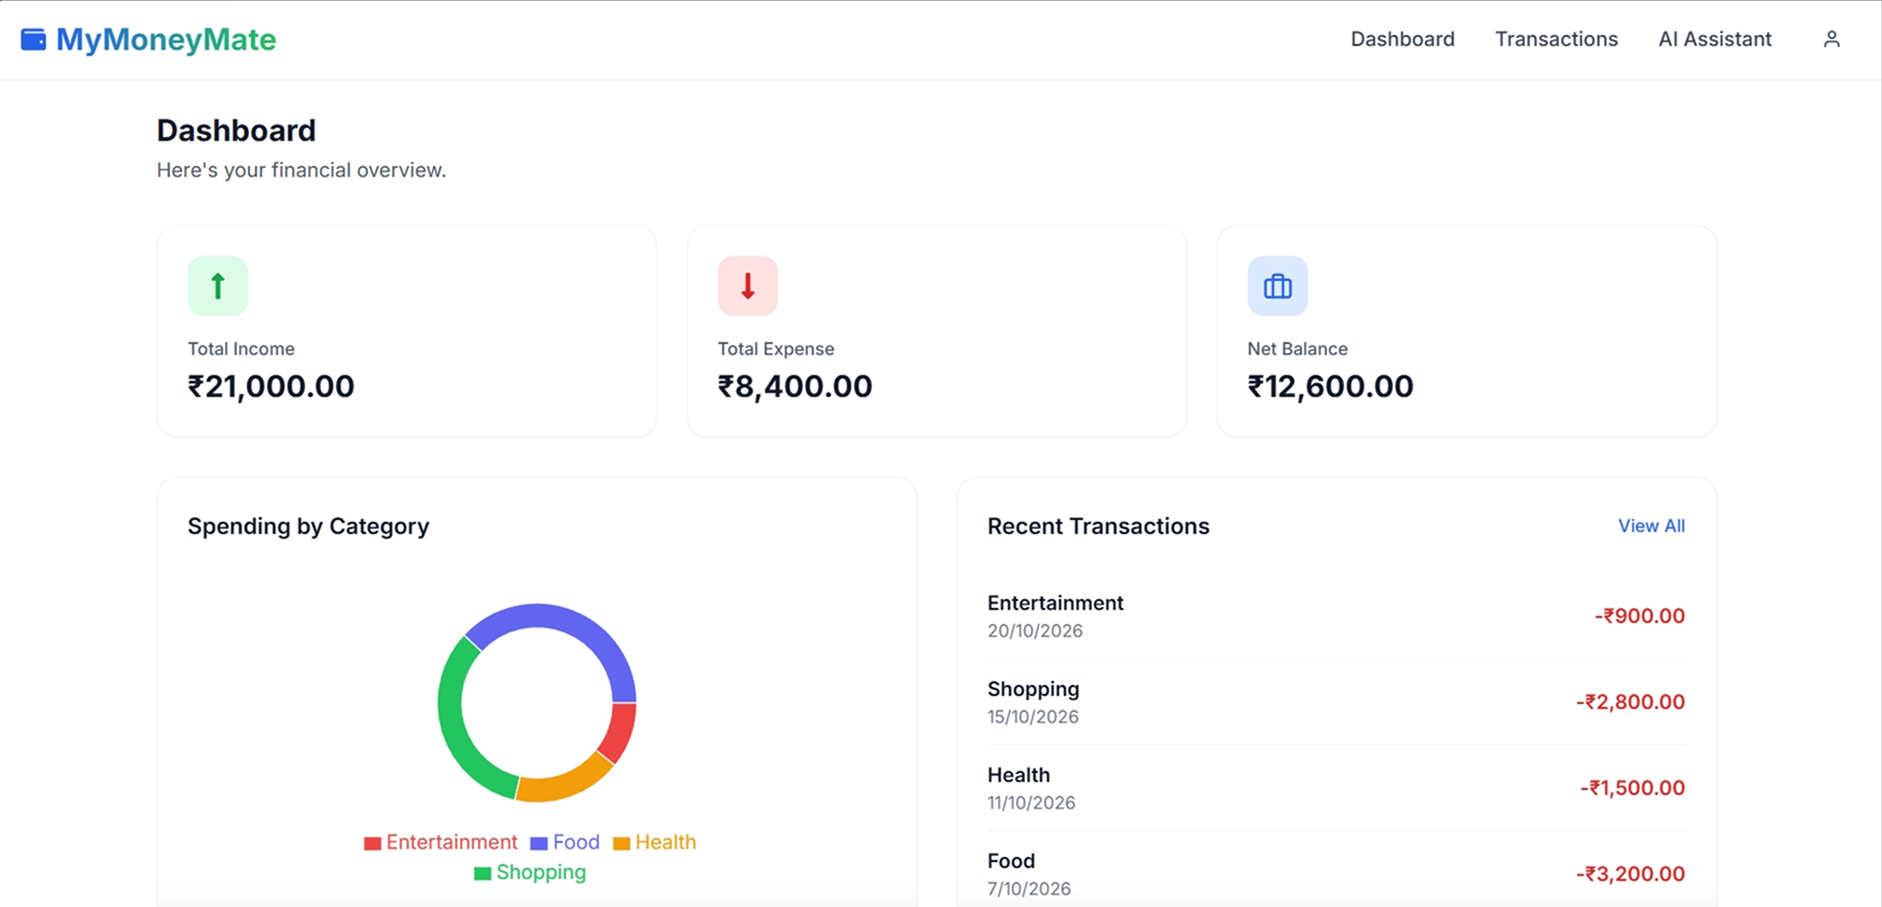 MyMoneyMate
Dashboard Transactions AI Assistant
Dashboard
Here's your financial overview.
Total Income
₹21,000.00
Total Expense
₹8,400.00
Net Balance
₹12,600.00
Spending by Category
Entertainment Food Health
Shopping
Recent Transactions View All
Entertainment
20/10/2026
-₹900.00
Shopping
15/10/2026
-₹2,800.00
Health
11/10/2026
-₹1,500.00
Food
7/10/2026
-₹3,200.00